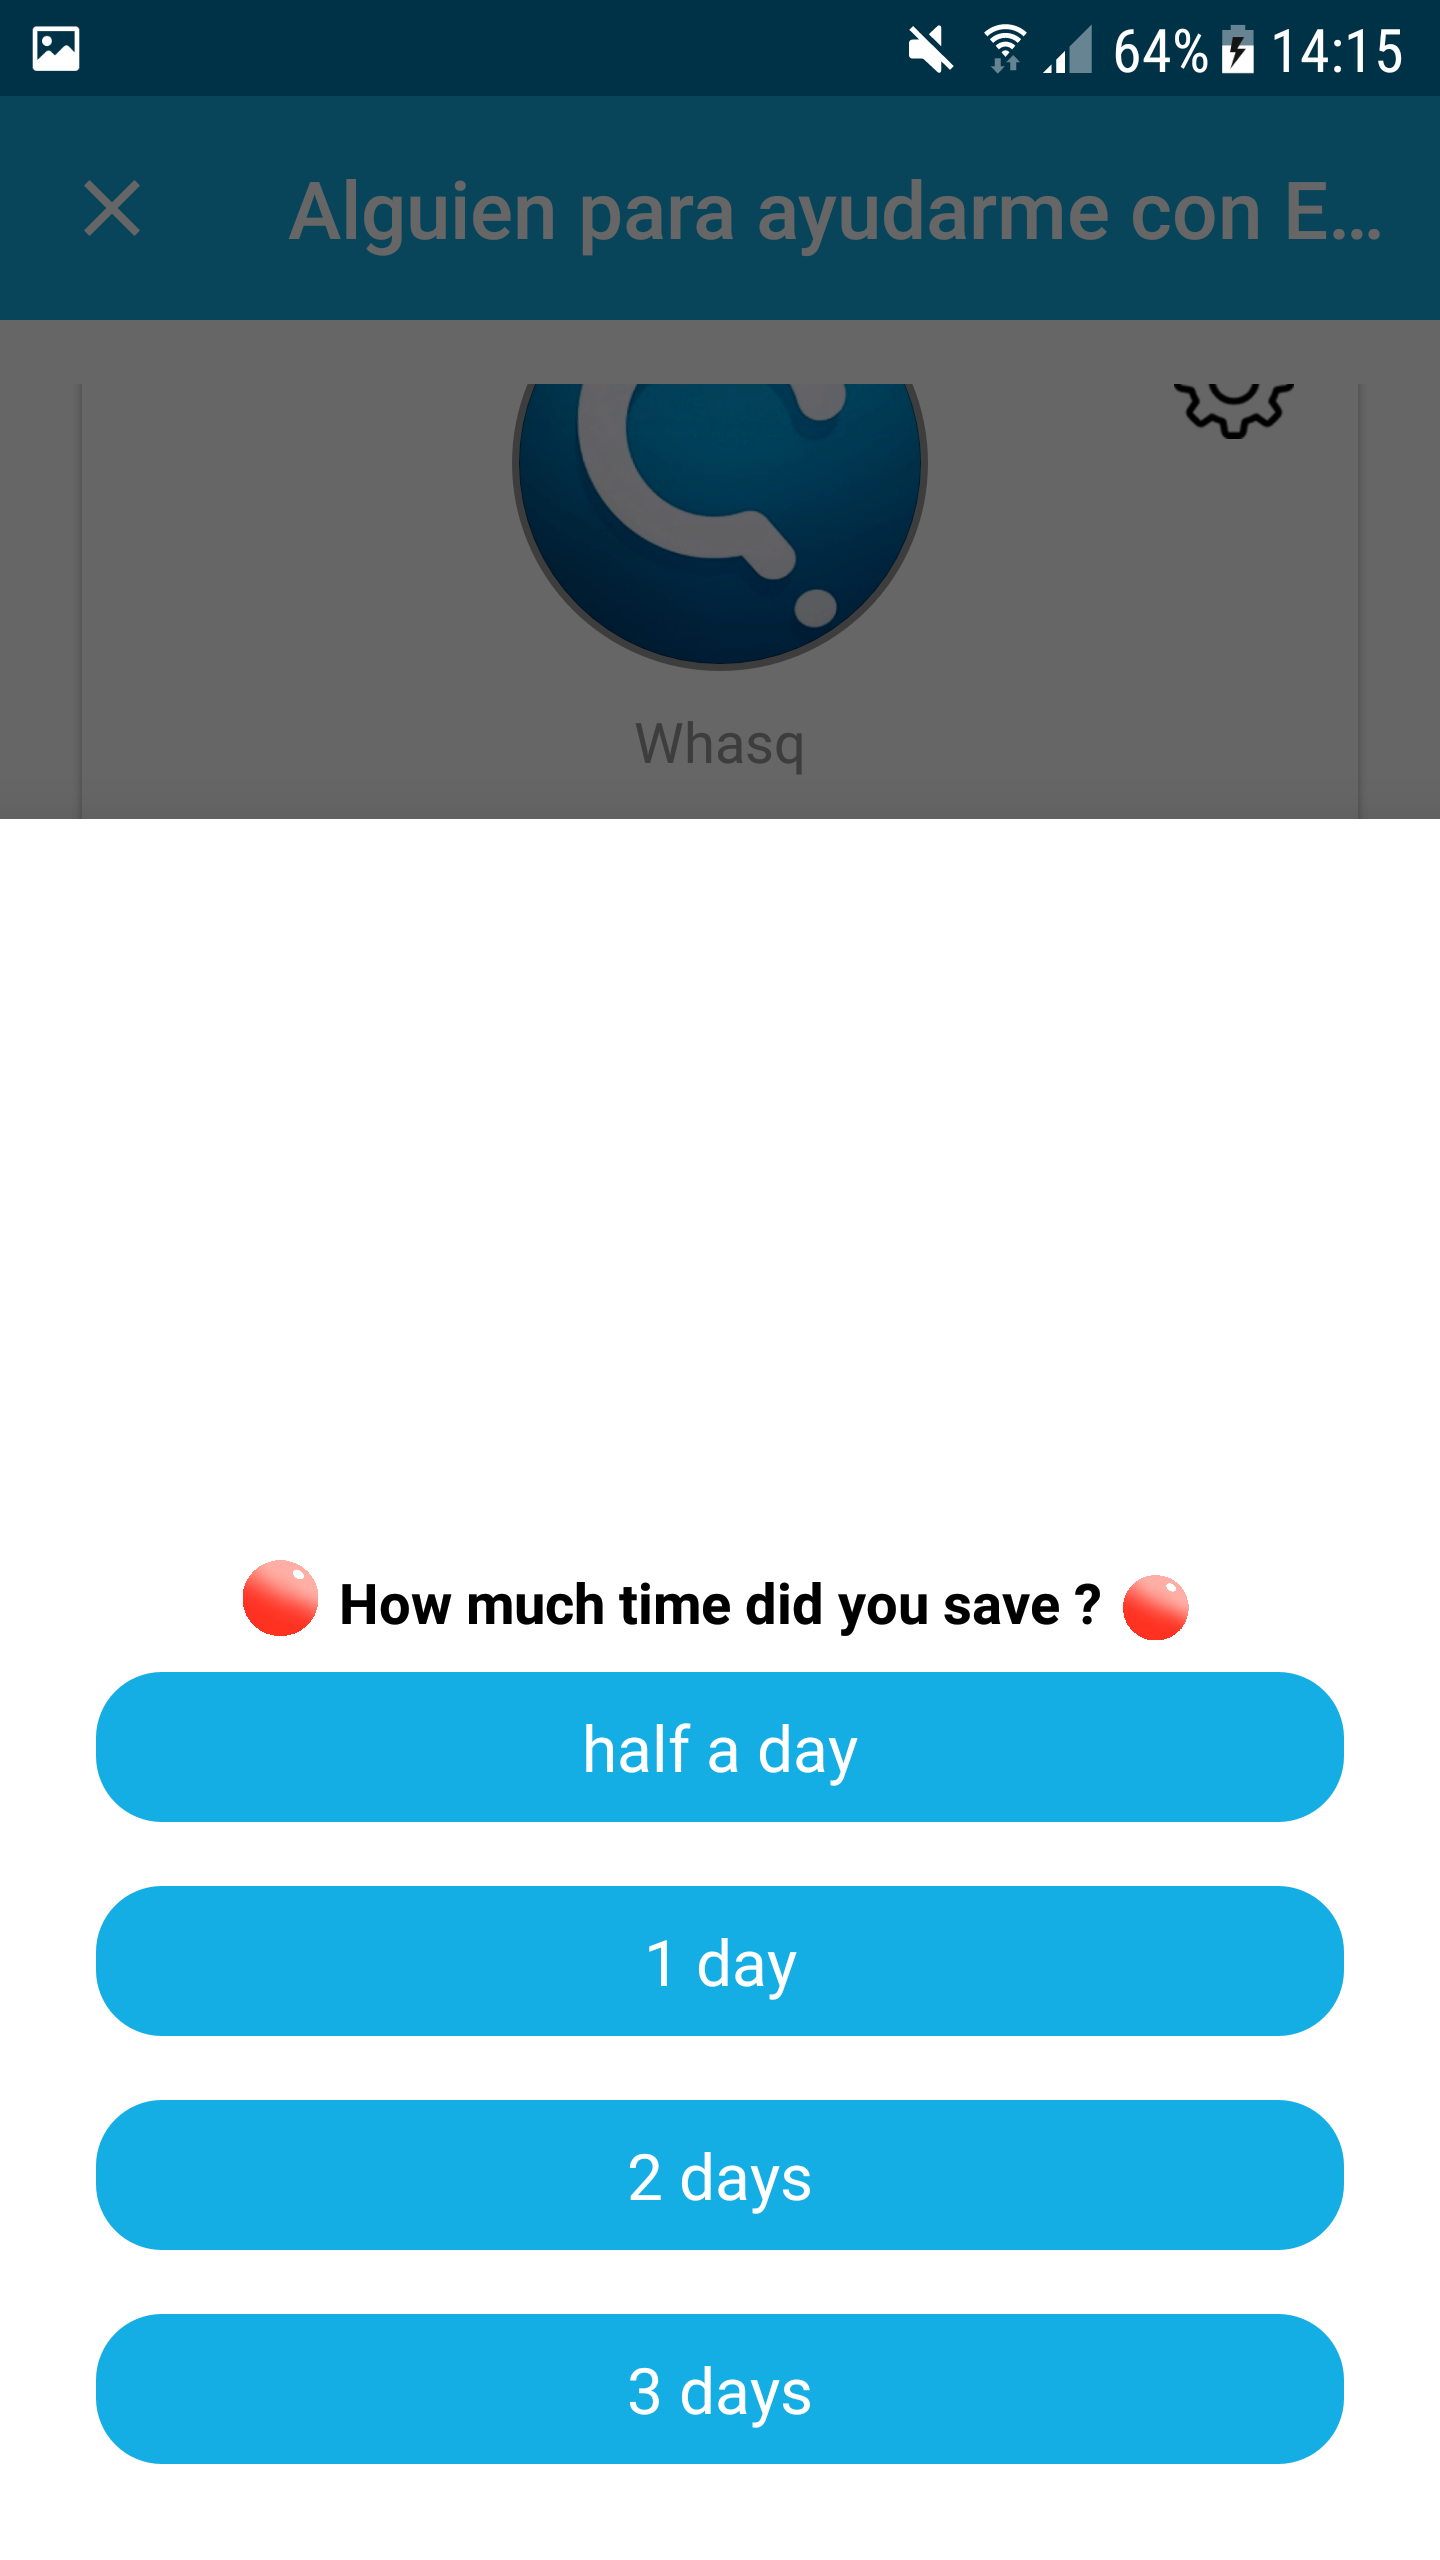 64% 14:15
Alguien para ayudarme con E...
Whasq
How much time did you save ?
half a day
1 day
2 days
3 days